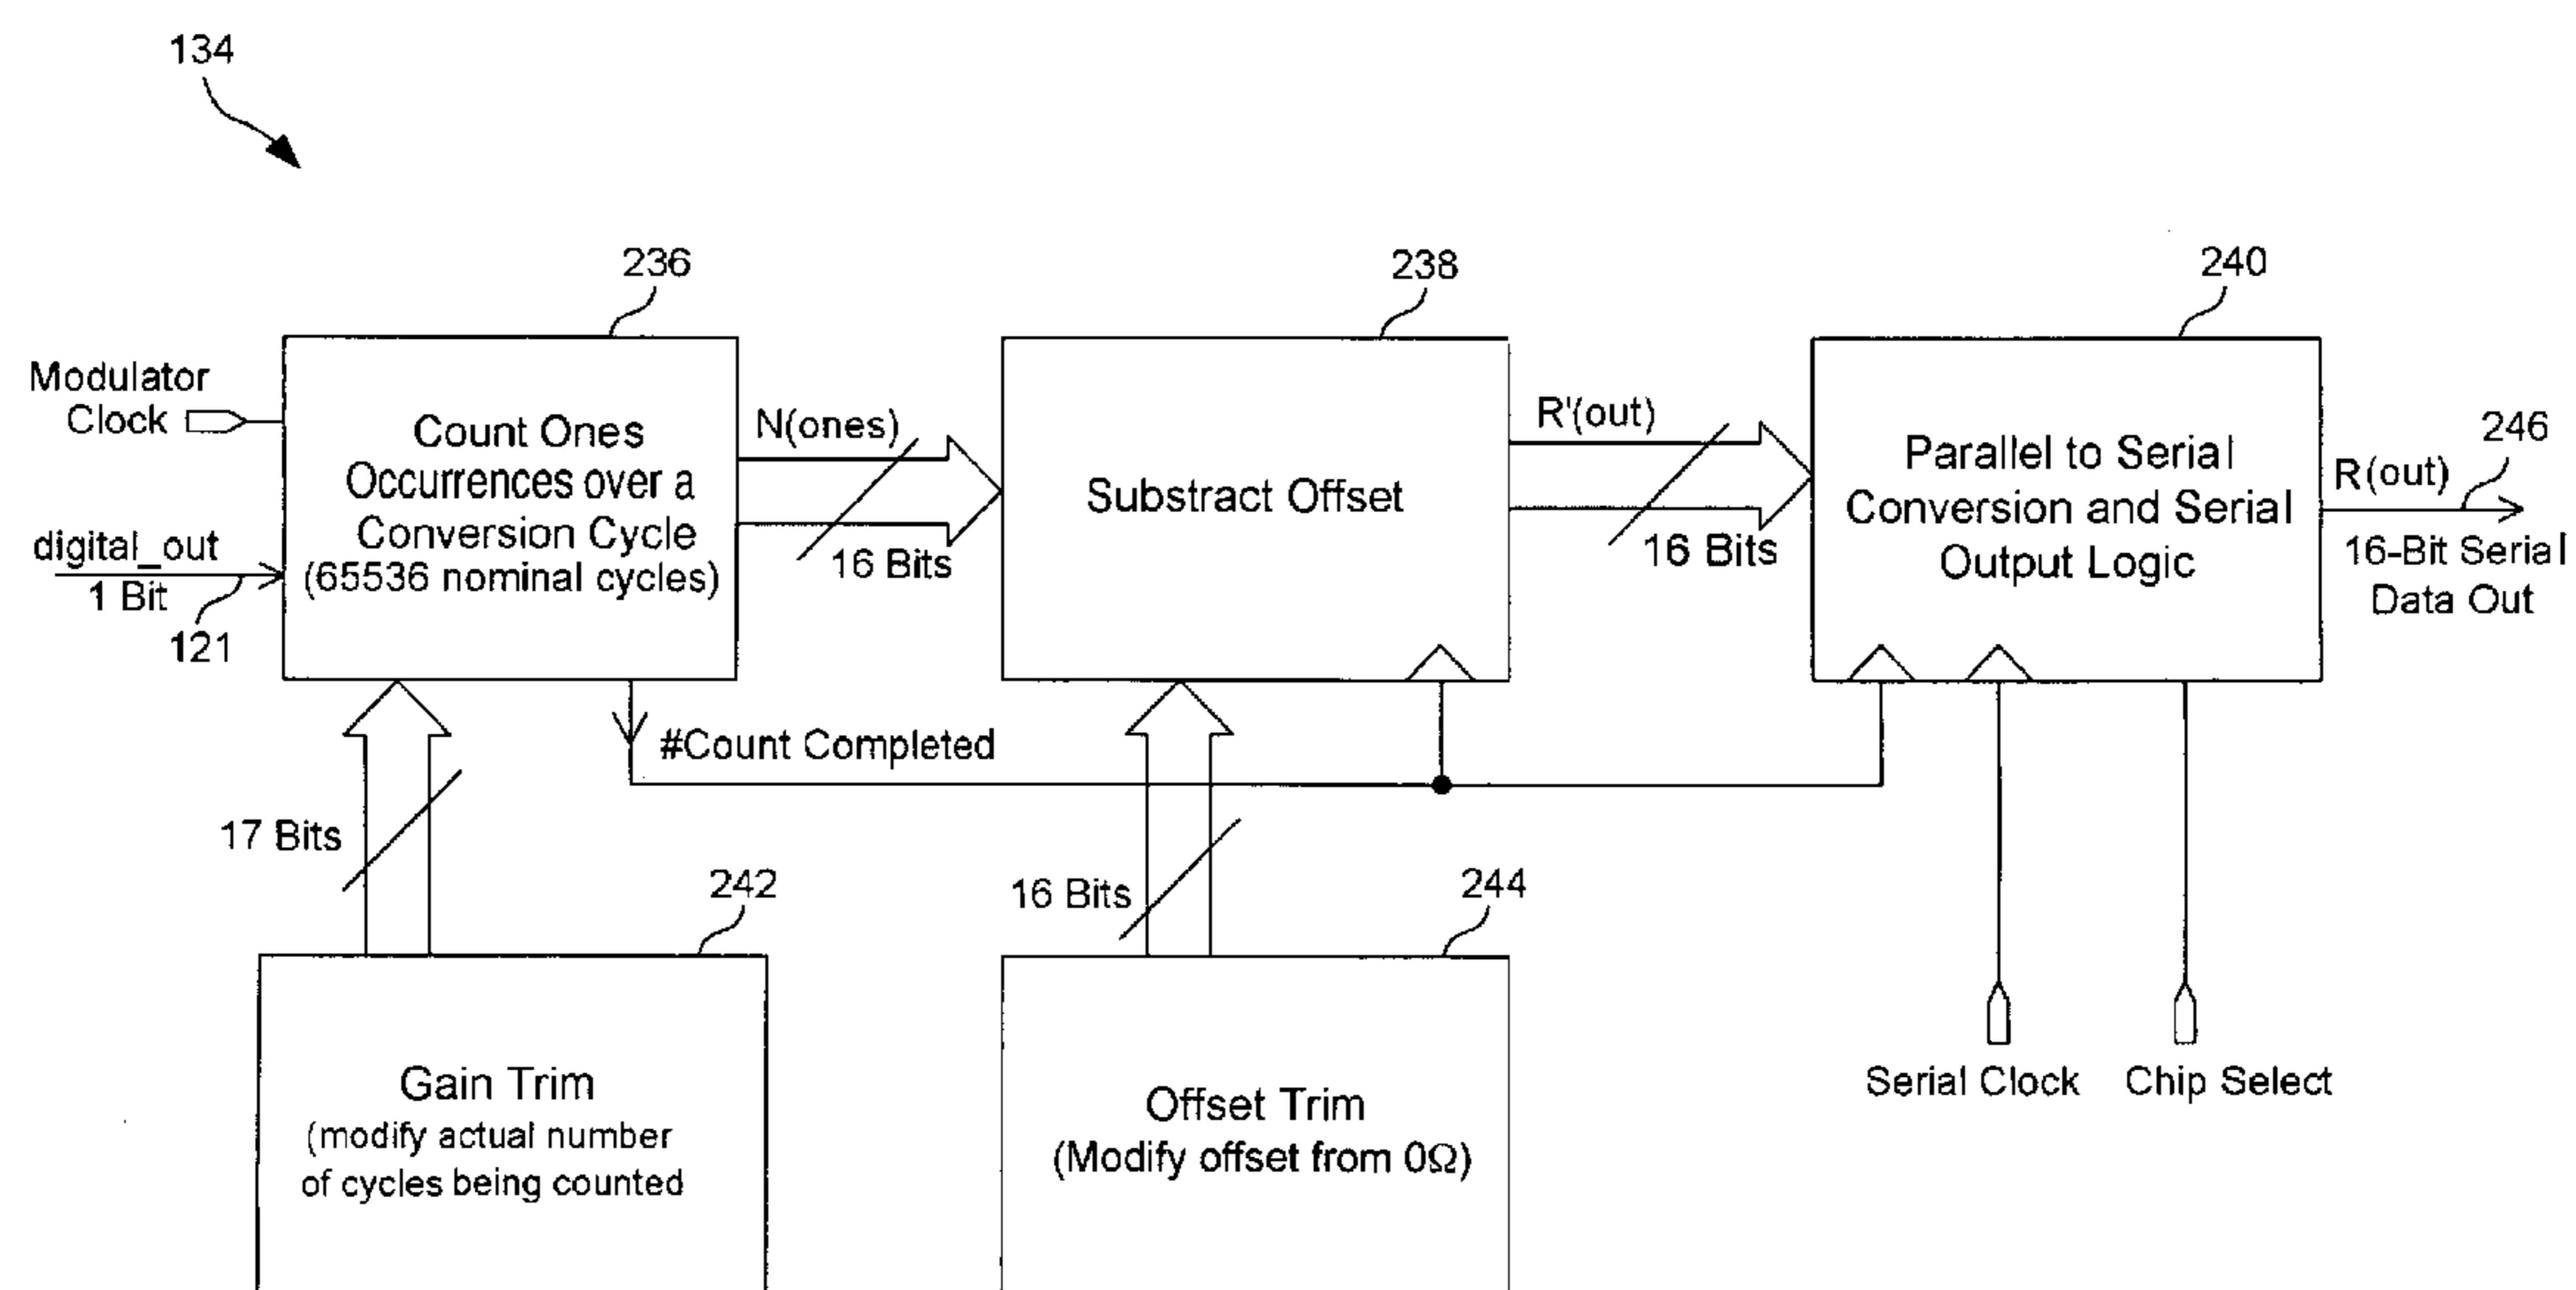 134
236
238
240
Modulator
Clock
Count Ones
Occurrences over a
Conversion Cycle
(65536 nominal cycles)
digital_out
1 Bit
121
N(ones)
16 Bits
Substract Offset
R'(out)
16 Bits
Parallel to Serial
Conversion and Serial
Output Logic
246
R(out)
16-Bit Serial
Data Out
#Count Completed
17 Bits
16 Bits
242
244
Gain Trim
(modify actual number
of cycles being counted
Offset Trim
(Modify offset from 0Ω)
Serial Clock
Chip Select